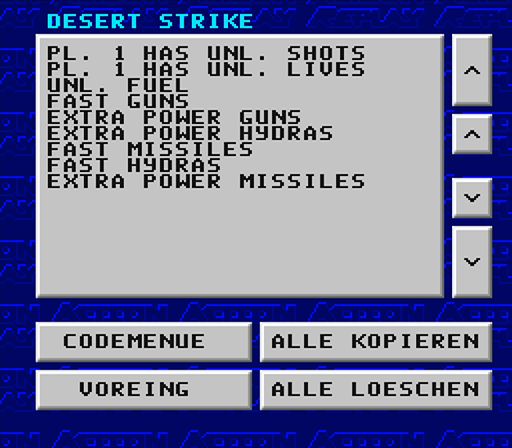 DESERT STRIKE
PL. 1 HAS UNL. SHOTS
PL. 1 HAS UNL. LIVES
UNL. FUEL
FAST GUNS
EXTRA POWER GUNS
EXTRA POWER HYDRAS
FAST MISSILES
FAST HYDRAS
EXTRA POWER MISSILES
CODEMENUE
ALLE KOPIEREN
VOREING
ALLE LOESCHEN